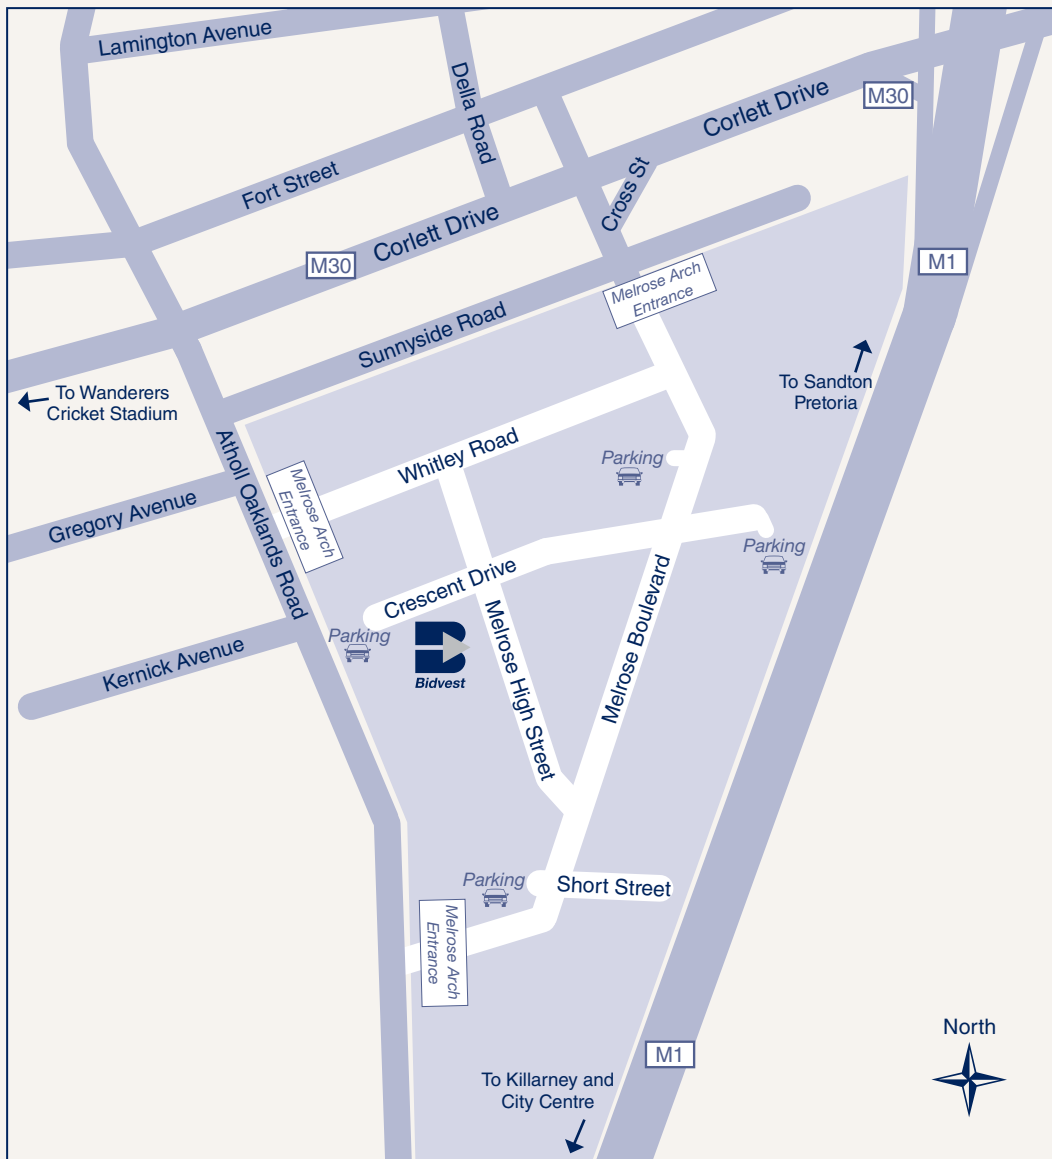 Lamington Avenue
Della Road
Corlett Drive
M30
Fort Street
Cross St
Corlett Drive
M30
M1
Melrose Arch
Entrance
Sunnyside Road
To Wanderers
Cricket Stadium
To Sandton
Pretoria
Atholl Oaklands Road
Whitley Road
Parking
Melrose Arch
Entrance
Gregory Avenue
Parking
Crescent Drive
Melrose Boulevard
Parking
Kernick Avenue
Bidvest
Melrose High Street
Parking
Short Street
Melrose Arch
Entrance
North
M1
To Killarney and
City Centre